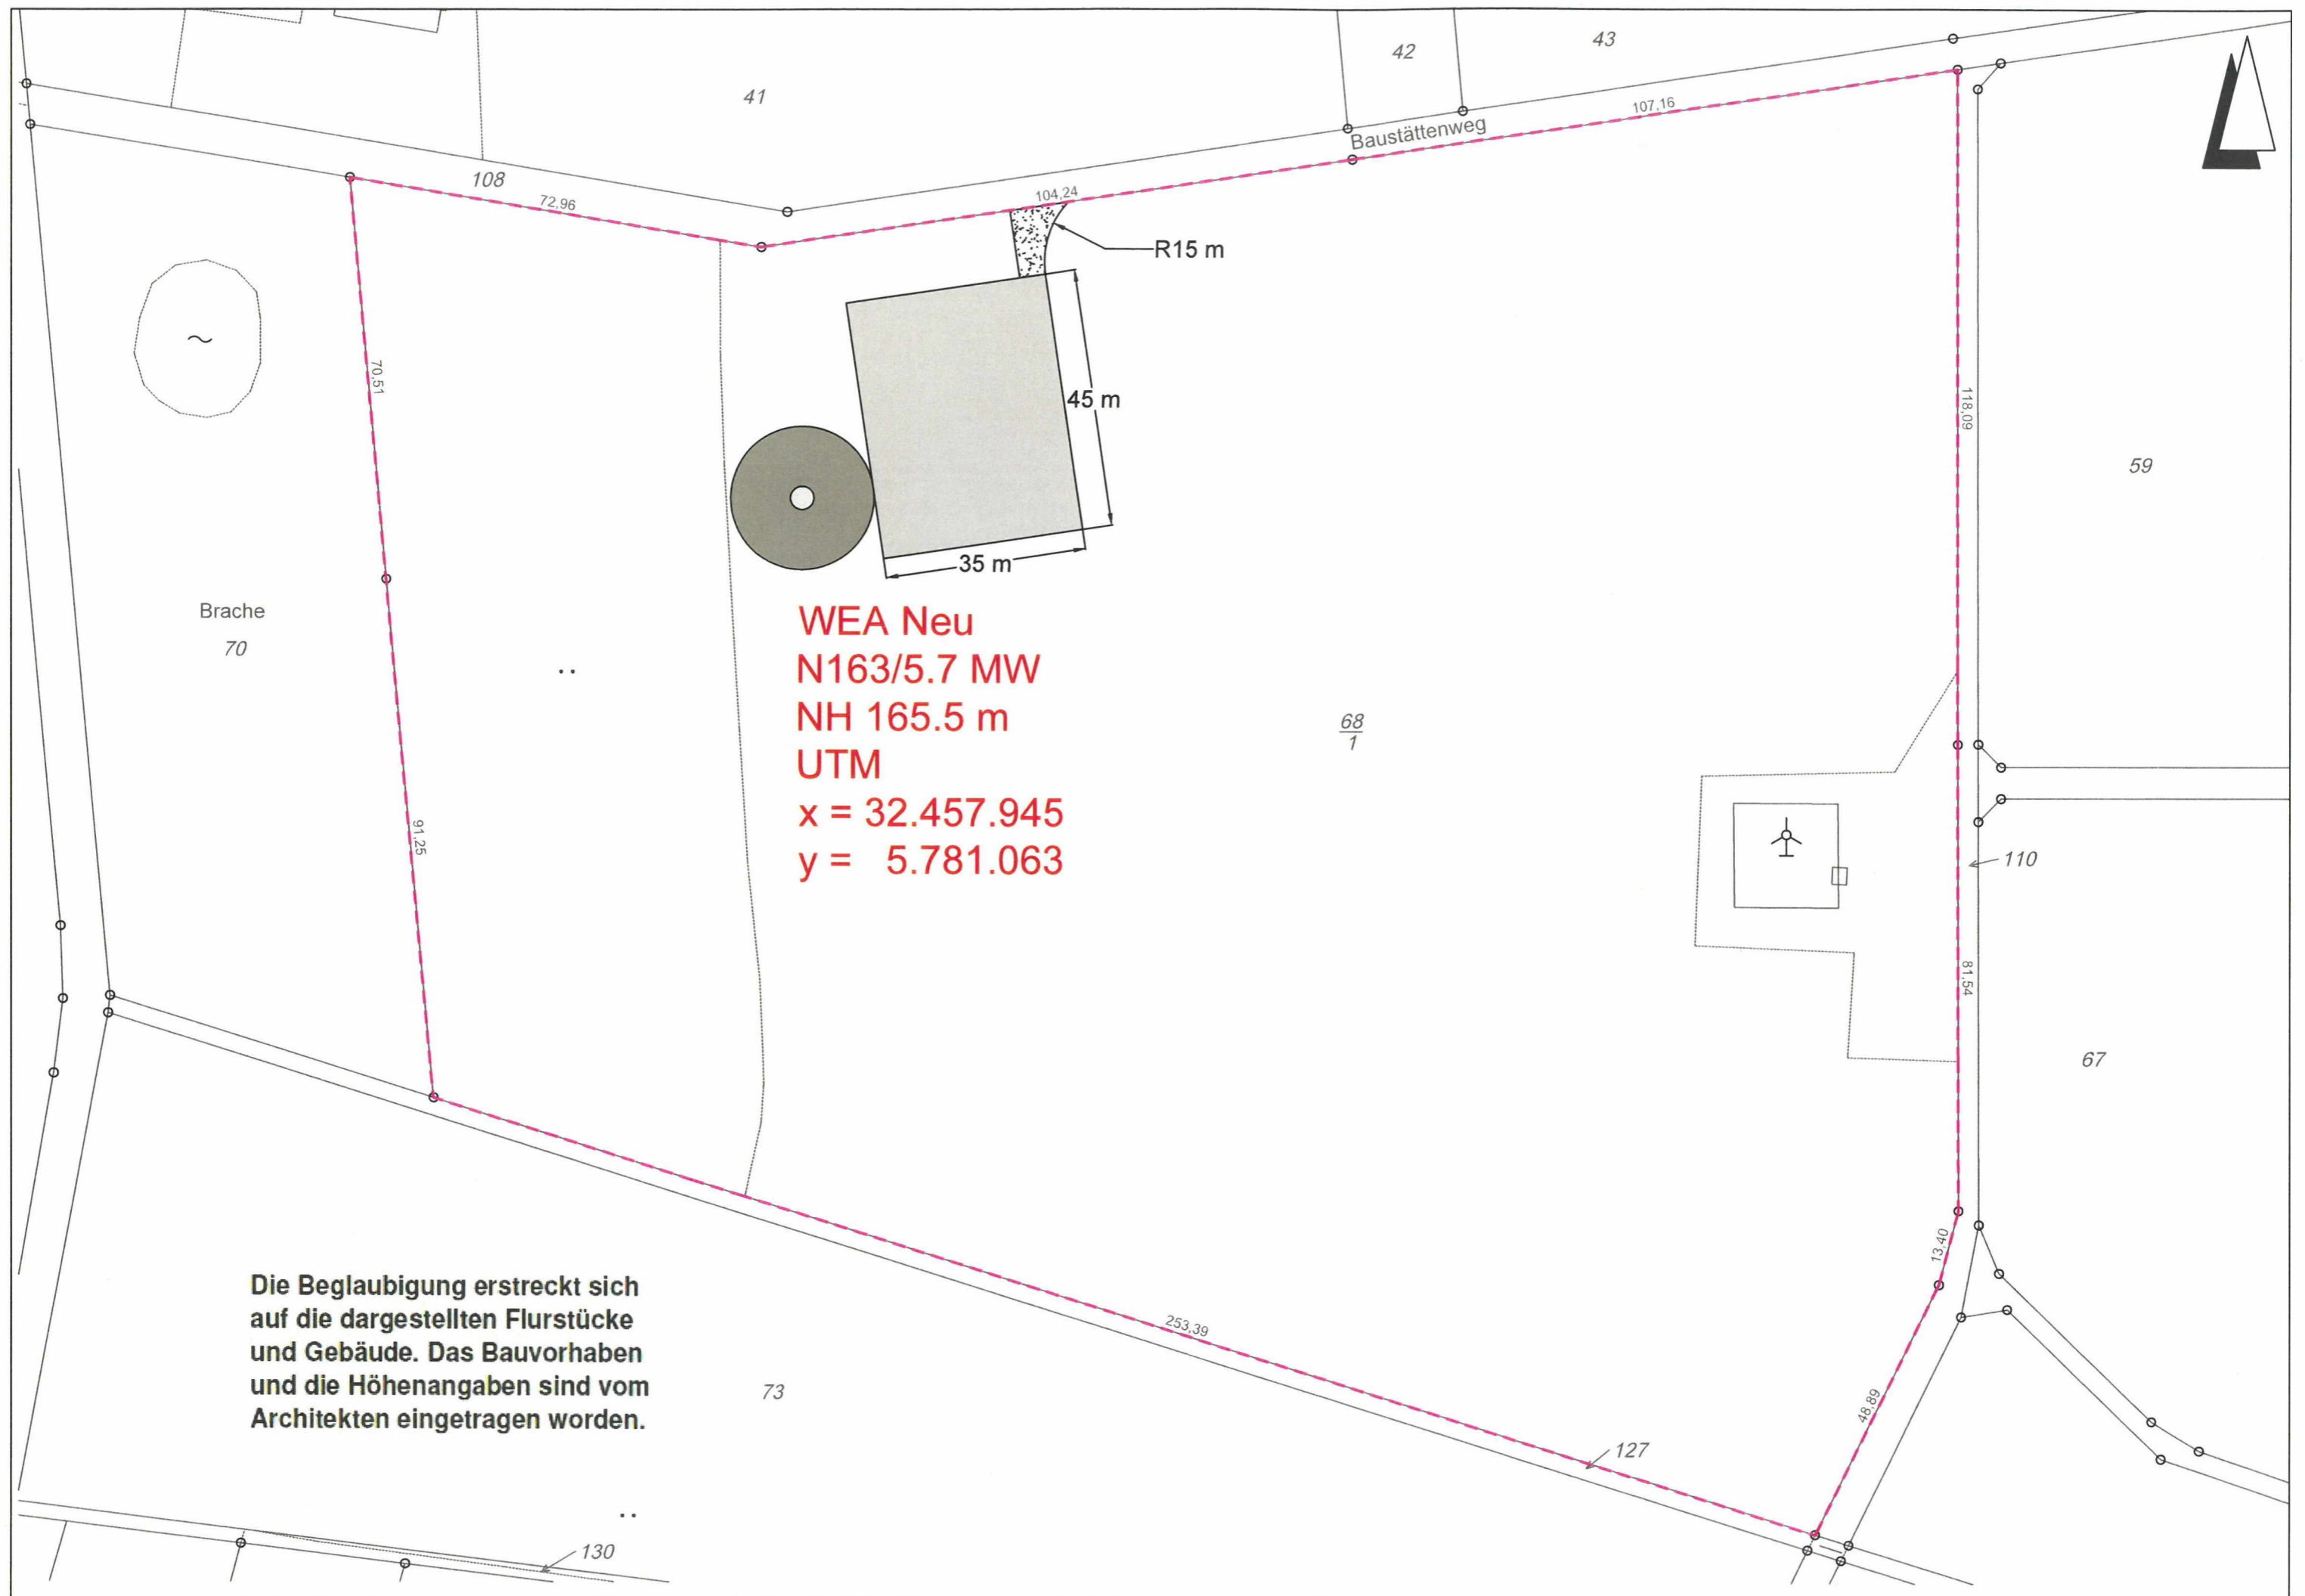 42
43
41
107,16
Baustättenweg
108
72,96
104,24
R15 m
70,51
45 m
118,09
59
35 m
Brache
70
WEA Neu
N163/5.7 MW
NH 165.5 m
UTM
x = 32.457.945
y = 5.781.063
68
1
91,25
110
81,54
67
13,40
Die Beglaubigung erstreckt sich
auf die dargestellten Flurstücke
und Gebäude. Das Bauvorhaben
und die Höhenangaben sind vom
Architekten eingetragen worden.
253,39
73
48,89
127
130